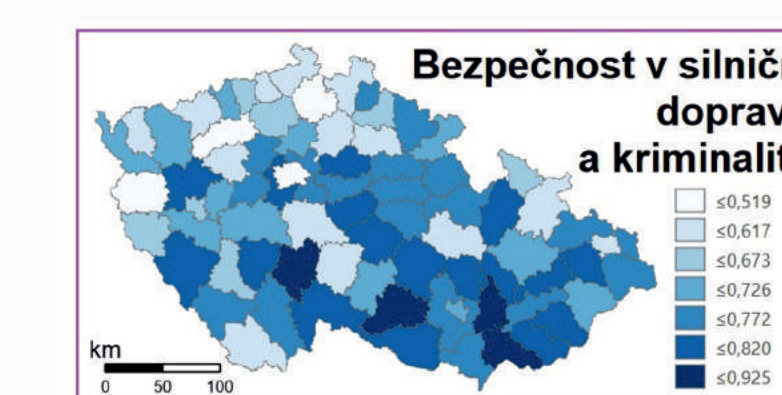 Bezpečnost v silničn
doprav
a kriminalit
≤0,519
≤0,617
≤0,673
≤0,726
≤0,772
≤0,820
≤0,925
km
0 50 100